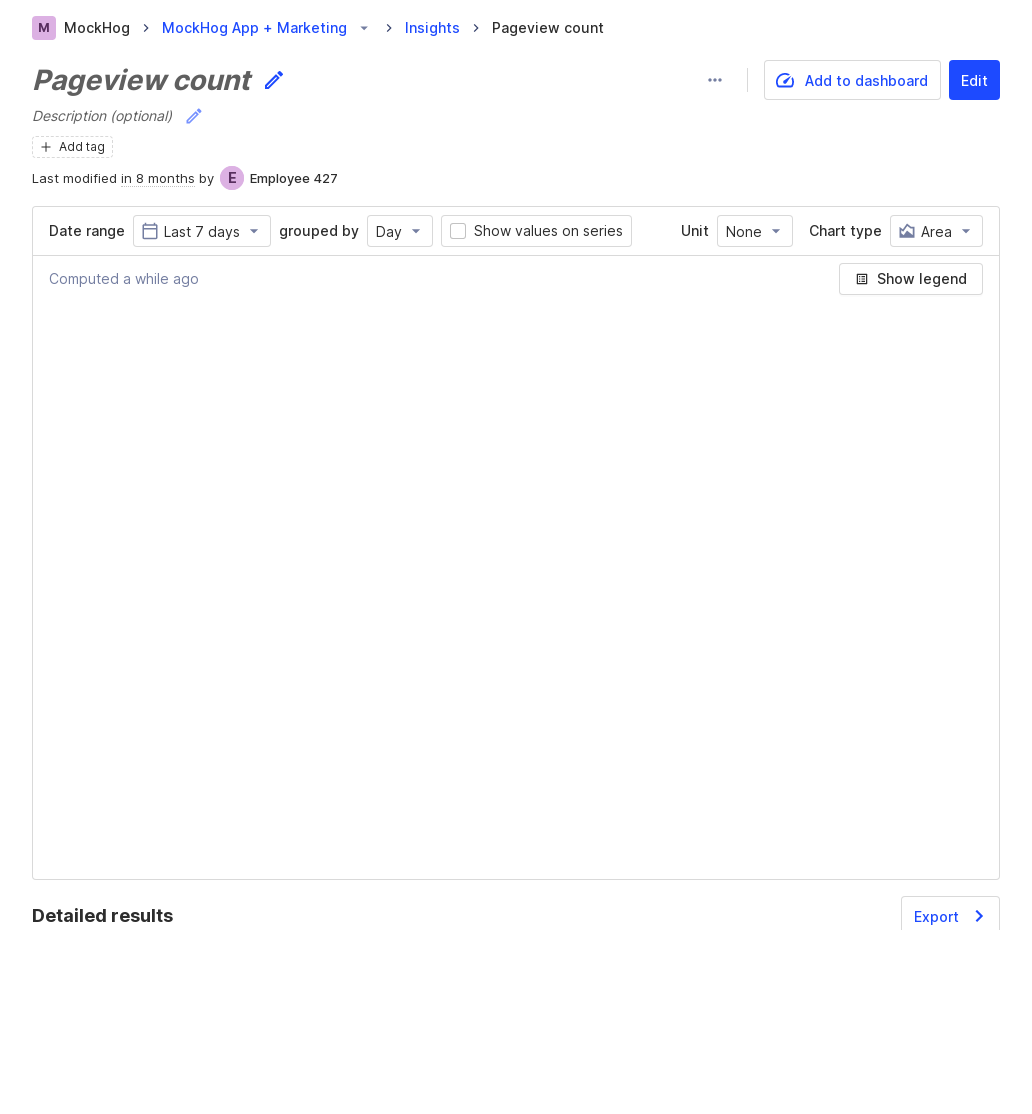 M MockHog MockHog App + Marketing Insights Pageview count
Pageview count
Add to dashboard Edit
Description (optional)
Add tag
Last modified in 8 months by E Employee 427
Date range Last 7 days grouped by Day Show values on series Unit None Chart type Area
Computed a while ago Show legend
Detailed results Export